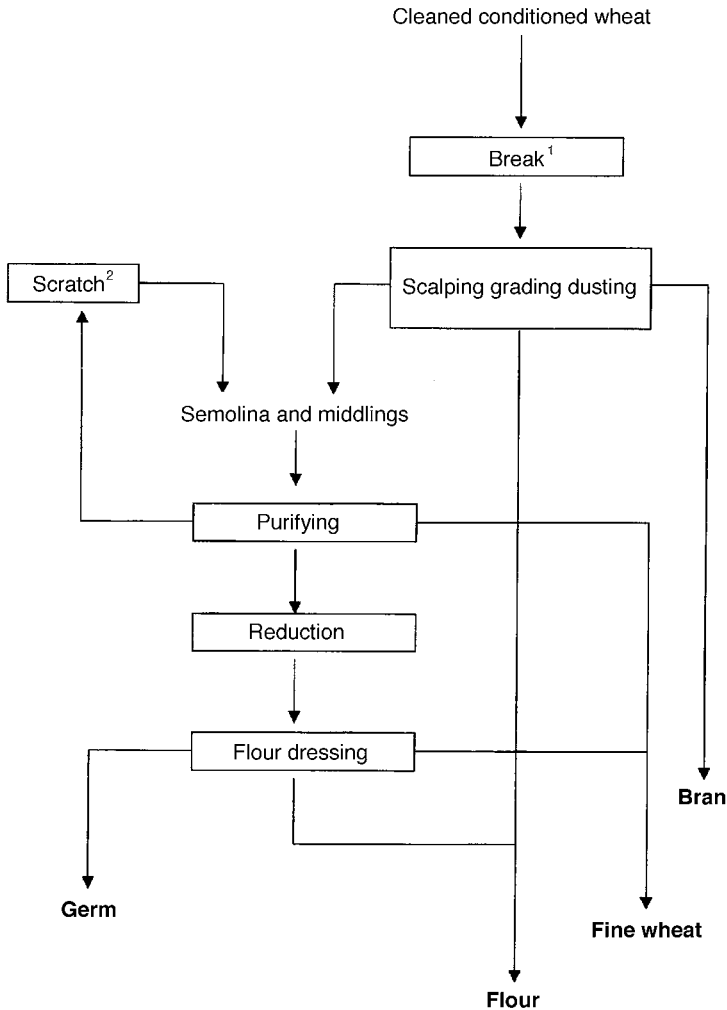 Cleaned conditioned wheat
Break¹
Scratch²
Scalping grading dusting
Semolina and middlings
Purifying
Reduction
Flour dressing
Bran
Germ
Fine wheat
Flour